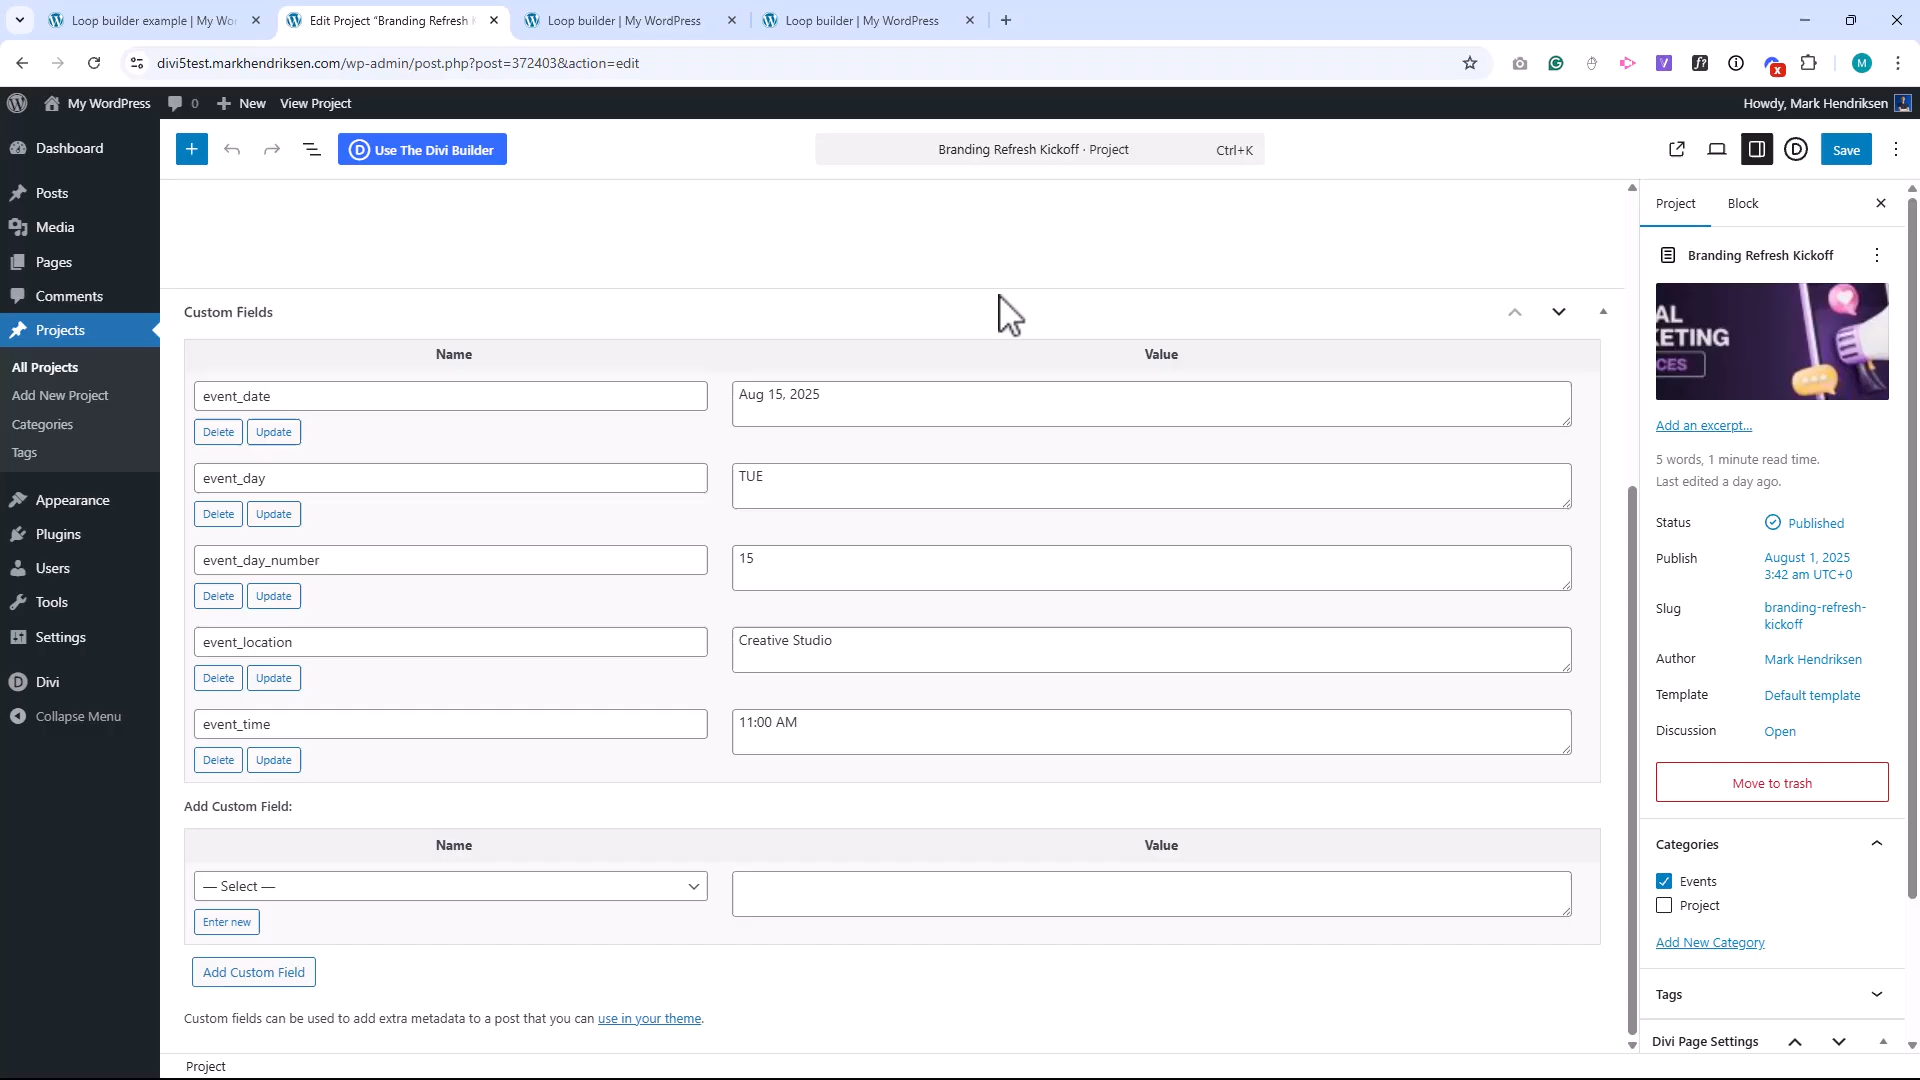 Loop builder example | My Wo
Edit Project “Branding Refresh K
Loop builder | My WordPress
Loop builder | My WordPress
divi5test.markhendriksen.com/wp-admin/post.php?post=372403&action=edit
My WordPress
0
New
View Project
Howdy, Mark Hendriksen
Dashboard
Posts
Media
Pages
Comments
Projects
All Projects
Add New Project
Categories
Tags
Appearance
Plugins
Users
Tools
Settings
Divi
Collapse Menu
Use The Divi Builder
Branding Refresh Kickoff · Project
Ctrl+K
Save
Custom Fields
Name
Value
event_date
Aug 15, 2025
Delete
Update
event_day
TUE
Delete
Update
event_day_number
15
Delete
Update
event_location
Creative Studio
Delete
Update
event_time
11:00 AM
Delete
Update
Add Custom Field:
Name
Value
— Select —
Enter new
Add Custom Field
Custom fields can be used to add extra metadata to a post that you can use in your theme.
Project
Project
Block
Branding Refresh Kickoff
AL
ETING
CES
Add an excerpt...
5 words, 1 minute read time.
Last edited a day ago.
Status
Published
Publish
August 1, 2025
3:42 am UTC+0
Slug
branding-refresh-
kickoff
Author
Mark Hendriksen
Template
Default template
Discussion
Open
Move to trash
Categories
Events
Project
Add New Category
Tags
Divi Page Settings